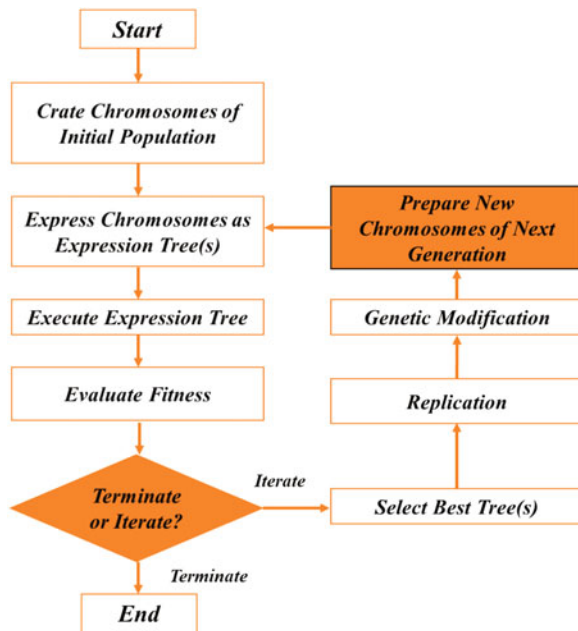 Start
Crate Chromosomes of
Initial Population
Express Chromosomes as
Expression Tree(s)
Execute Expression Tree
Evaluate Fitness
Terminate
or Iterate?
Iterate
Terminate
End
Select Best Tree(s)
Replication
Genetic Modification
Prepare New
Chromosomes of Next
Generation